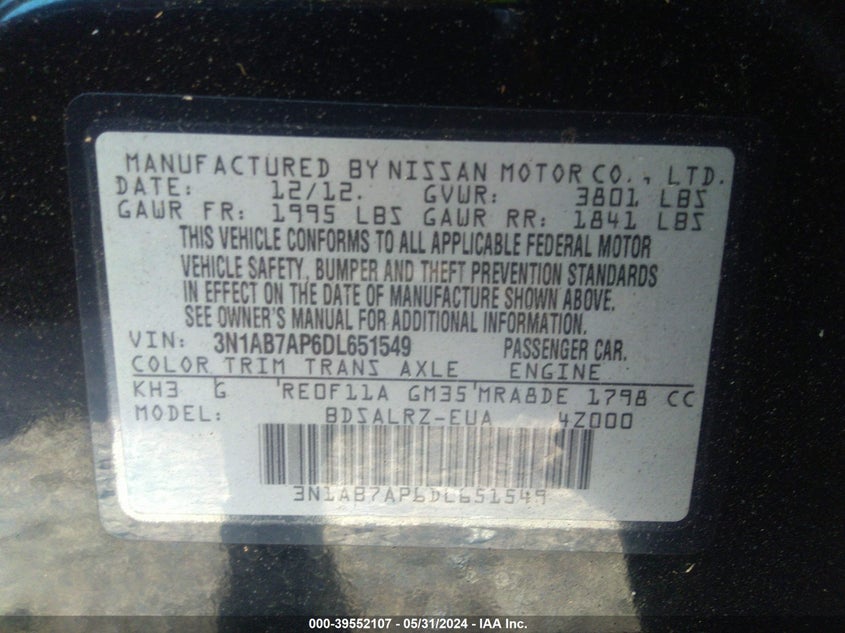 MANUFACTURED BY NISSAN MOTOR CO., LTD.
DATE: 12/12. GVWR: 3801 LBS
GAWR FR: 1995 LBS GAWR RR: 1841 LBS
THIS VEHICLE CONFORMS TO ALL APPLICABLE FEDERAL MOTOR
VEHICLE SAFETY, BUMPER AND THEFT PREVENTION STANDARDS
IN EFFECT ON THE DATE OF MANUFACTURE SHOWN ABOVE.
SEE OWNER'S MANUAL FOR ADDITIONAL INFORMATION.
VIN: 3N1AB7AP6DL651549 PASSENGER CAR.
COLOR TRIM TRANS AXLE ENGINE
KH3 G RE0F11A GM35 MRA8DE 1798 CC
MODEL: BDSALRZ-EUA 4Z000
3N1AB7AP6DL651549
000-39552107 - 05/31/2024 - IAA Inc.